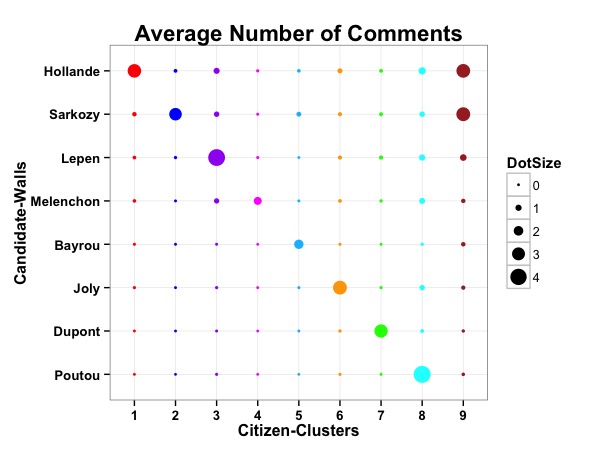 Average Number of Comments
Candidate-Walls
Hollande
Sarkozy
Lepen
Melenchon
Bayrou
Joly
Dupont
Poutou
1 2 3 4 5 6 7 8 9
Citizen-Clusters
DotSize
0
1
2
3
4